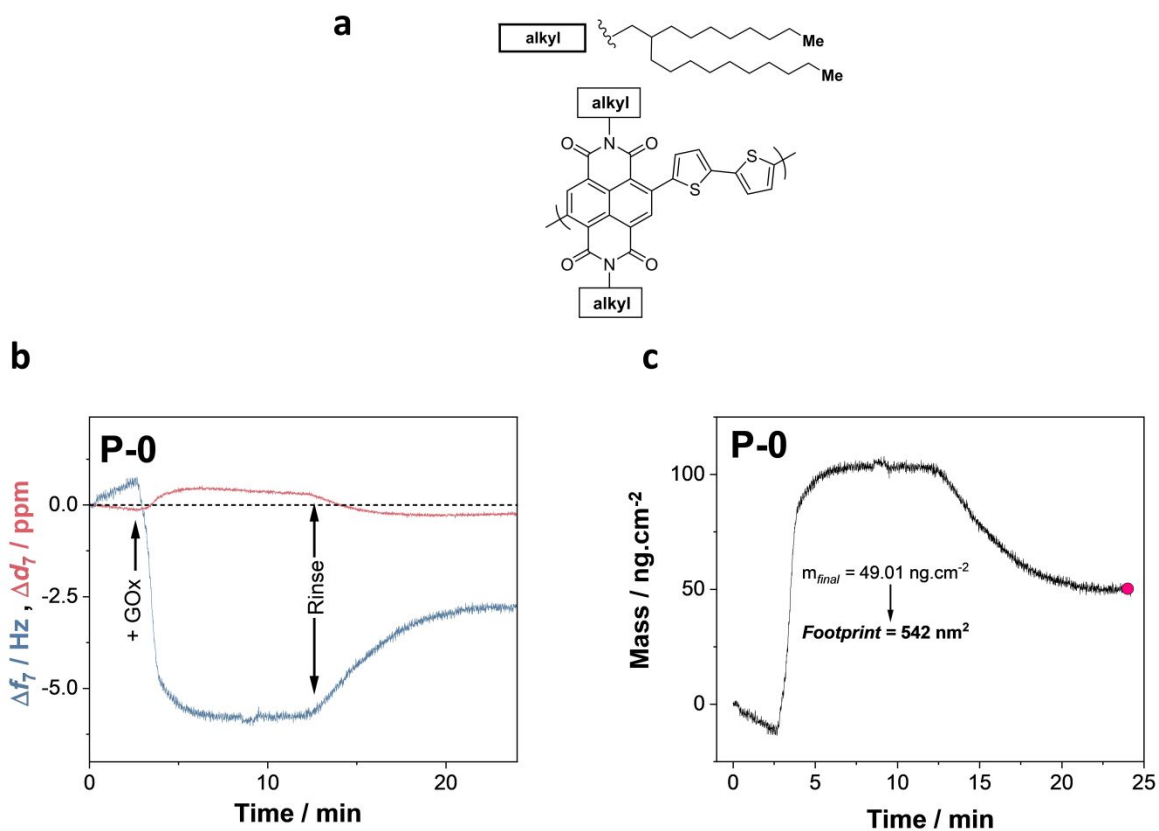 a
alkyl
Me
Me
alkyl
O
N
O
S
S
O
N
O
alkyl
b
c
P-0
0.0
-2.5
-5.0
Δf7 / Hz , Δd7 / ppm
+ GOx
Rinse
0
10
20
Time / min
P-0
100
50
0
Mass / ng.cm-2
mfinal = 49.01 ng.cm-2
Footprint = 542 nm2
0
5
10
15
20
25
Time / min